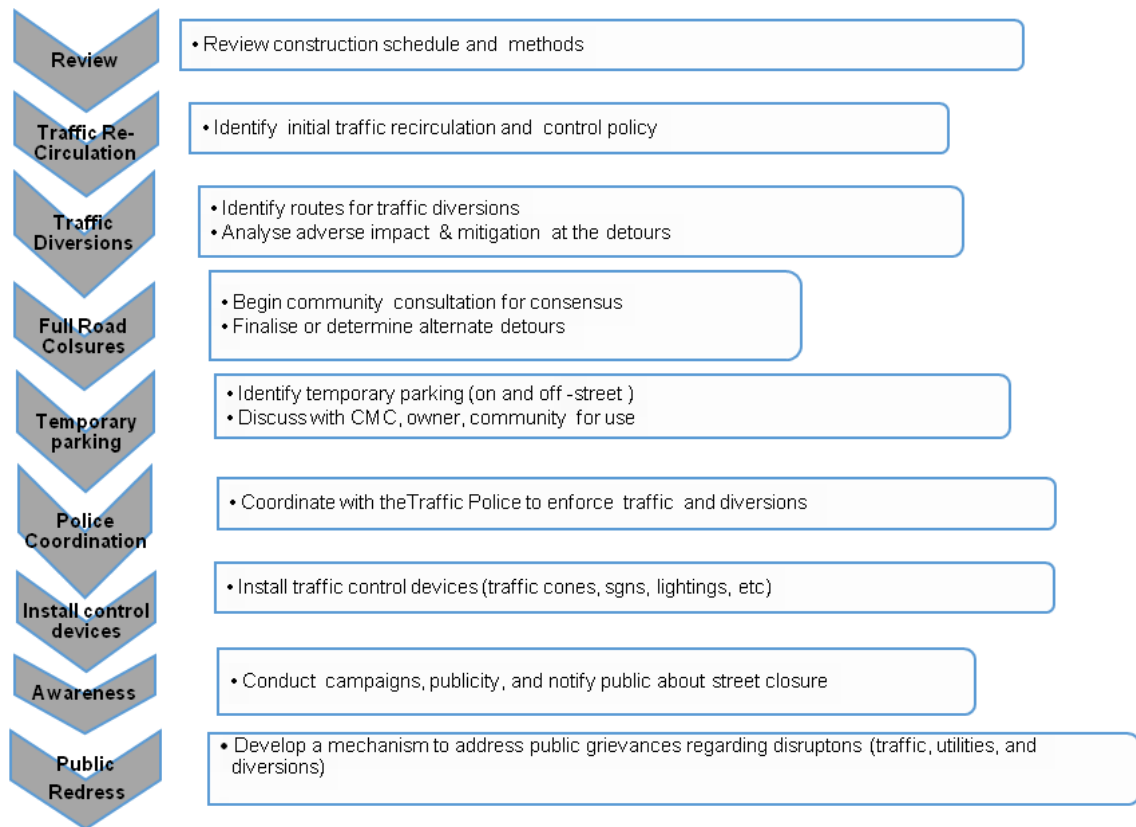 Review
• Review construction schedule and methods
Traffic Re-
Circulation
• Identify initial traffic recirculation and control policy
Traffic
Diversions
• Identify routes for traffic diversions
• Analyse adverse impact & mitigation at the detours
Full Road
Colsures
• Begin community consultation for consensus
• Finalise or determine alternate detours
Temporary
parking
• Identify temporary parking (on and off -street )
• Discuss with CMC, owner, community for use
Police
Coordination
• Coordinate with theTraffic Police to enforce traffic and diversions
Install control
devices
• Install traffic control devices (traffic cones, sgns, lightings, etc)
Awareness
• Conduct campaigns, publicity, and notify public about street closure
Public
Redress
• Develop a mechanism to address public grievances regarding disruptons (traffic, utilities, and
diversions)